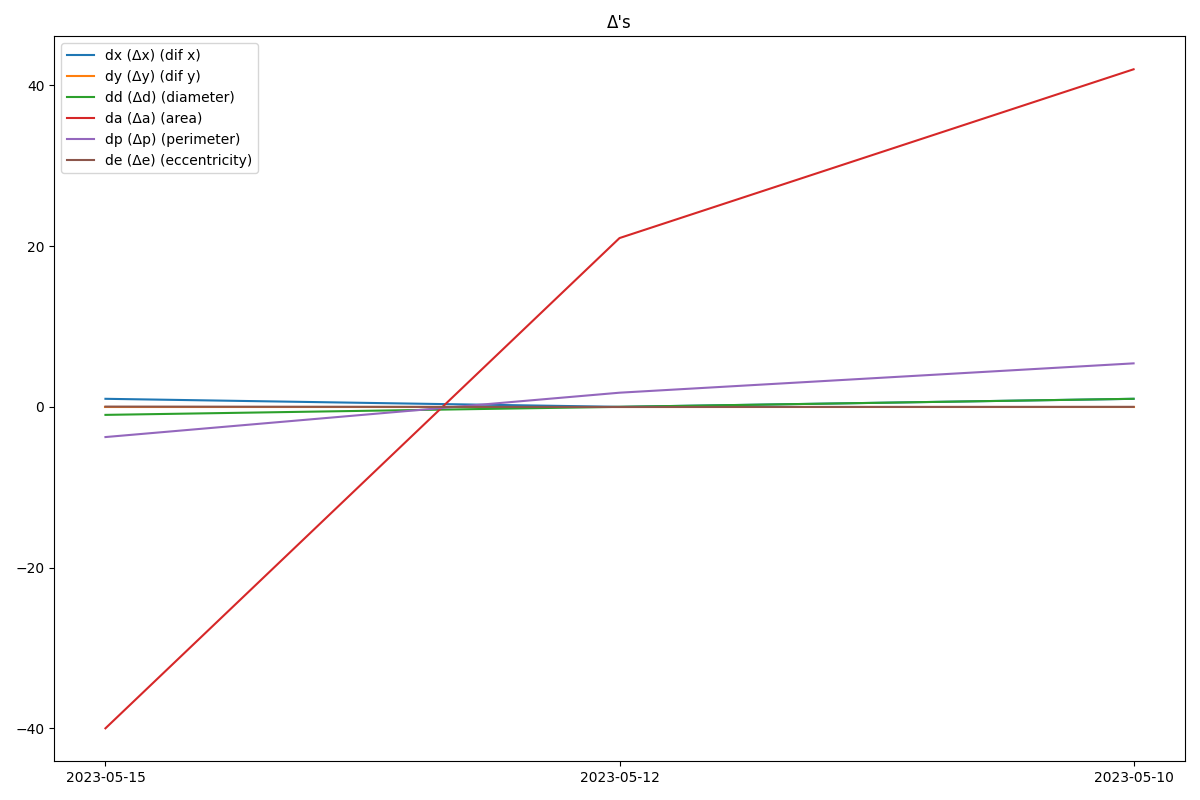 Δ's
dx (Δx) (dif x)
dy (Δy) (dif y)
dd (Δd) (diameter)
da (Δa) (area)
dp (Δp) (perimeter)
de (Δe) (eccentricity)
40
20
0
−20
−40
2023-05-15 2023-05-12 2023-05-10